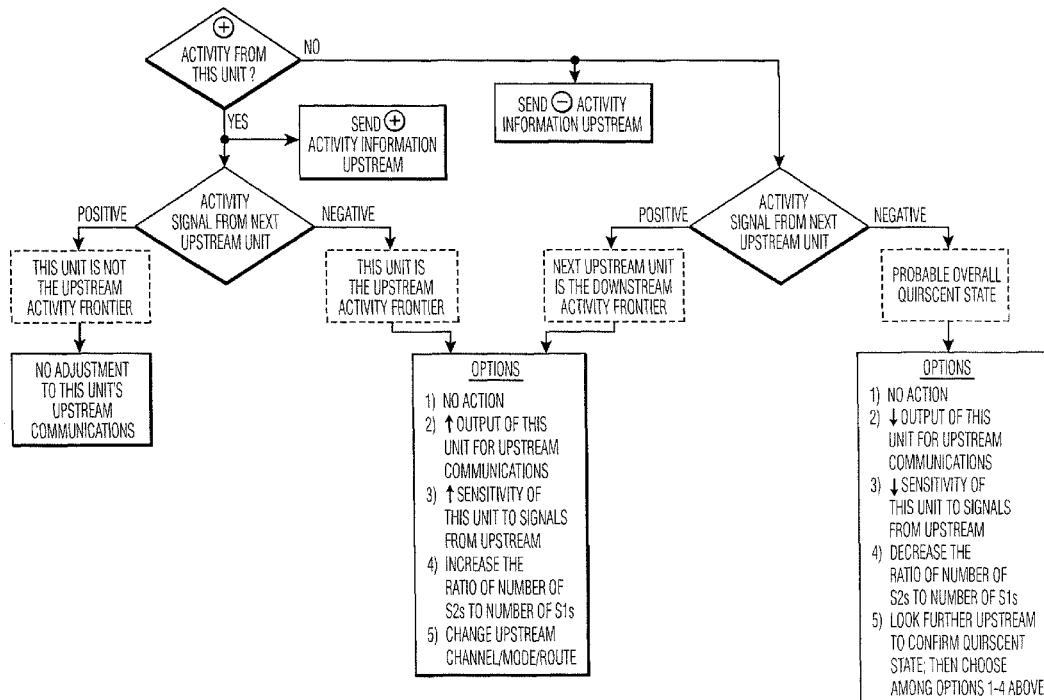 ⊕
ACTIVITY FROM
THIS UNIT ?
NO
YES
SEND ⊕
ACTIVITY INFORMATION
UPSTREAM
SEND ⊖ ACTIVITY
INFORMATION UPSTREAM
ACTIVITY
SIGNAL FROM NEXT
UPSTREAM UNIT
POSITIVE
NEGATIVE
ACTIVITY
SIGNAL FROM NEXT
UPSTREAM UNIT
POSITIVE
NEGATIVE
THIS UNIT IS NOT
THE UPSTREAM
ACTIVITY FRONTIER
THIS UNIT IS
THE UPSTREAM
ACTIVITY FRONTIER
NEXT UPSTREAM UNIT
IS THE DOWNSTREAM
ACTIVITY FRONTIER
PROBABLE OVERALL
QUIRSCENT STATE
NO ADJUSTMENT
TO THIS UNIT'S
UPSTREAM
COMMUNICATIONS
OPTIONS
1) NO ACTION
2) ↑ OUTPUT OF THIS
UNIT FOR UPSTREAM
COMMUNICATIONS
3) ↑ SENSITIVITY OF
THIS UNIT TO SIGNALS
FROM UPSTREAM
4) INCREASE THE
RATIO OF NUMBER OF
S2s TO NUMBER OF S1s
5) CHANGE UPSTREAM
CHANNEL/MODE/ROUTE
OPTIONS
1) NO ACTION
2) ↓ OUTPUT OF THIS
UNIT FOR UPSTREAM
COMMUNICATIONS
3) ↓ SENSITIVITY OF
THIS UNIT TO SIGNALS
FROM UPSTREAM
4) DECREASE THE
RATIO OF NUMBER OF
S2s TO NUMBER OF S1s
5) LOOK FURTHER UPSTREAM
TO CONFIRM QUIRSCENT
STATE; THEN CHOOSE
AMONG OPTIONS 1-4 ABOVE